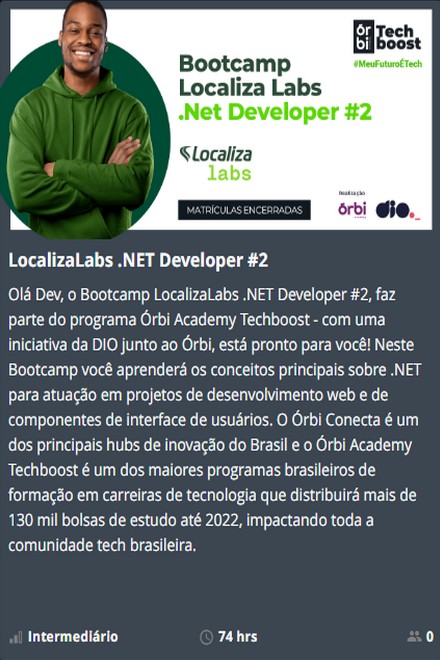 órbi Tech
boost
#MeuFuturoÉTech
Bootcamp
Localiza Labs
.Net Developer #2
Localiza
labs
Realização
MATRÍCULAS ENCERRADAS
órbi
dio.
LocalizaLabs .NET Developer #2
Olá Dev, o Bootcamp LocalizaLabs .NET Developer #2, faz
parte do programa Órbi Academy Techboost - com uma
iniciativa da DIO junto ao Órbi, está pronto para você! Neste
Bootcamp você aprenderá os conceitos principais sobre .NET
para atuação em projetos de desenvolvimento web e de
componentes de interface de usuários. O Órbi Conecta é um
dos principais hubs de inovação do Brasil e o Órbi Academy
Techboost é um dos maiores programas brasileiros de
formação em carreiras de tecnologia que distribuirá mais de
130 mil bolsas de estudo até 2022, impactando toda a
comunidade tech brasileira.
Intermediário 74 hrs 0